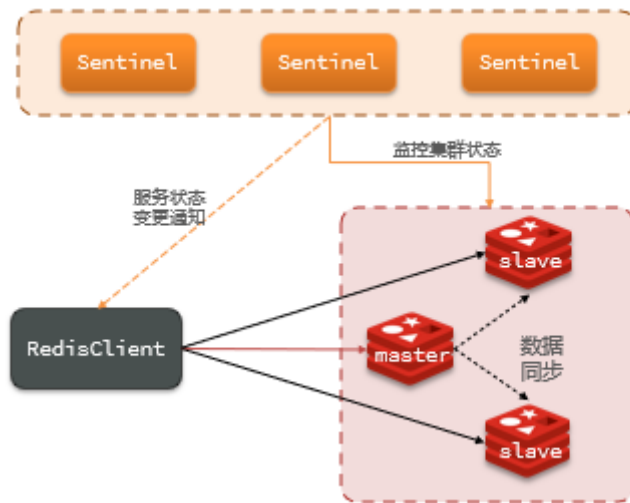 Sentinel
Sentinel
Sentinel
监控集群状态
服务状态
变更通知
slave
RedisClient
master
数据
同步
slave